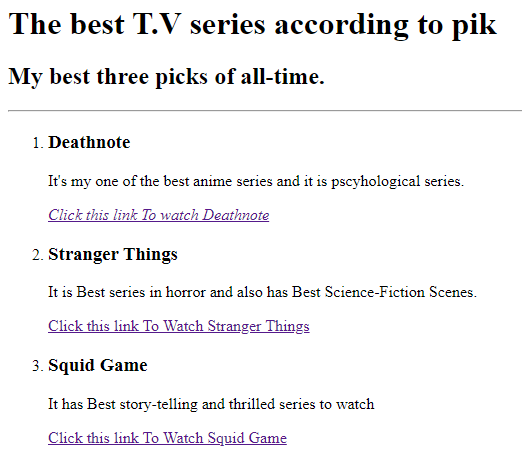 The best T.V series according to pik
My best three picks of all-time.
1. Deathnote
It's my one of the best anime series and it is pscyhological series.
Click this link To watch Deathnote
2. Stranger Things
It is Best series in horror and also has Best Science-Fiction Scenes.
Click this link To Watch Stranger Things
3. Squid Game
It has Best story-telling and thrilled series to watch
Click this link To Watch Squid Game